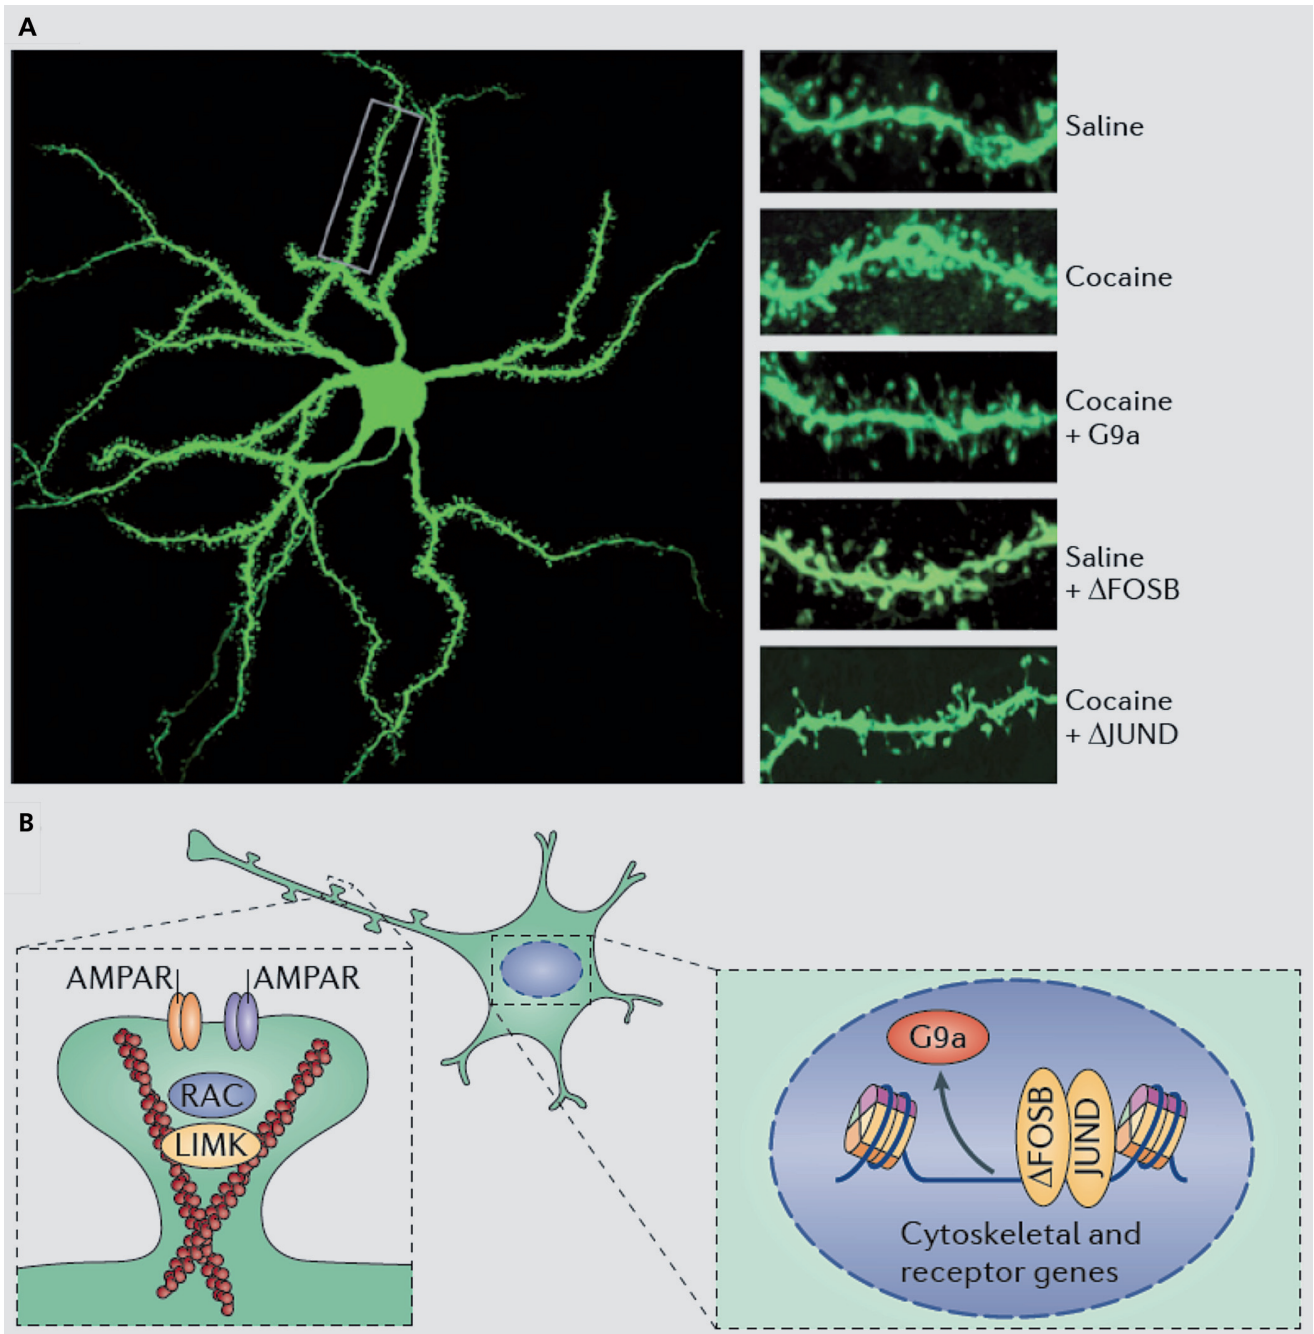 A
Saline
Cocaine
Cocaine
+ G9a
Saline
+ ΔFOSB
Cocaine
+ ΔJUND
B
AMPAR
AMPAR
RAC
LIMK
G9a
ΔFOSB
JUND
Cytoskeletal and
receptor genes